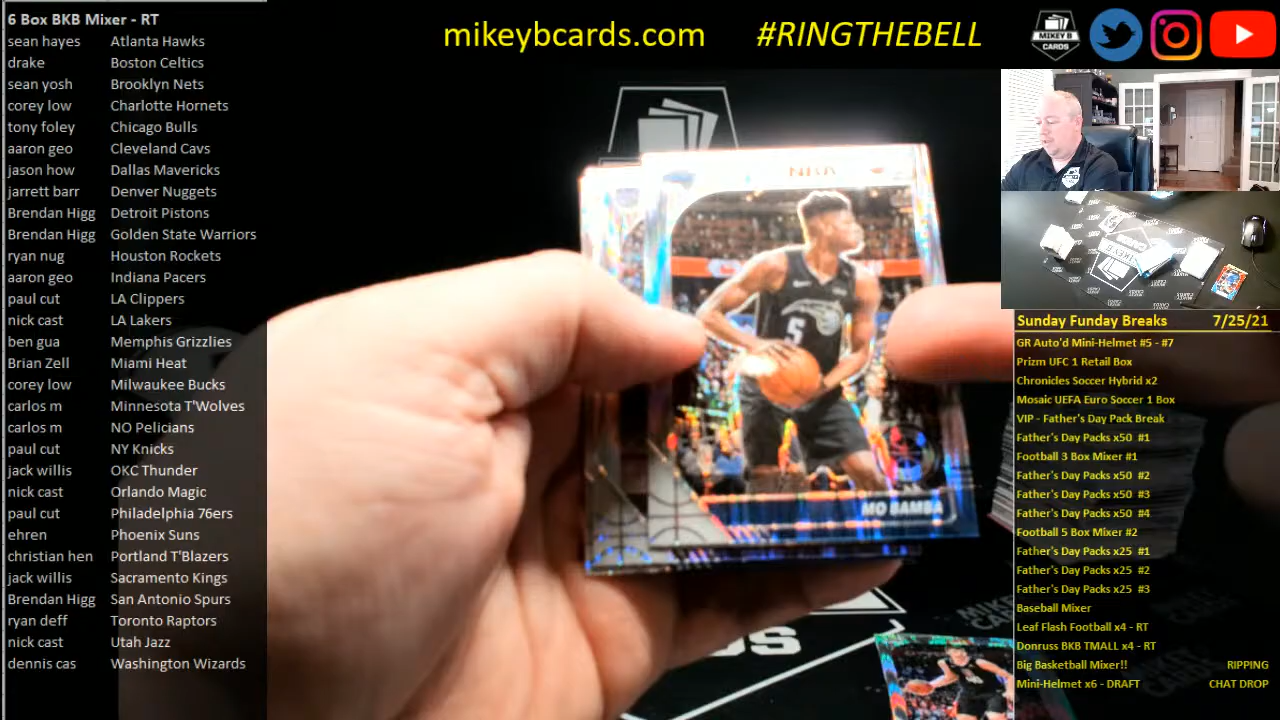 6 Box BKB Mixer - RT
sean hayes Atlanta Hawks
drake Boston Celtics
sean yosh Brooklyn Nets
corey low Charlotte Hornets
tony foley Chicago Bulls
aaron geo Cleveland Cavs
jason how Dallas Mavericks
jarrett barr Denver Nuggets
Brendan Higg Detroit Pistons
Brendan Higg Golden State Warriors
ryan nug Houston Rockets
aaron geo Indiana Pacers
paul cut LA Clippers
nick cast LA Lakers
ben gua Memphis Grizzlies
Brian Zell Miami Heat
corey low Milwaukee Bucks
carlos m Minnesota T'Wolves
carlos m NO Pelicians
paul cut NY Knicks
jack willis OKC Thunder
nick cast Orlando Magic
paul cut Philadelphia 76ers
ehren Phoenix Suns
christian hen Portland T'Blazers
jack willis Sacramento Kings
Brendan Higg San Antonio Spurs
ryan deff Toronto Raptors
nick cast Utah Jazz
dennis cas Washington Wizards
mikeybcards.com #RINGTHEBELL
MIKEY B
CARDS
5
MO BAMBA
Sunday Funday Breaks 7/25/21
GR Auto'd Mini-Helmet #5 - #7
Prizm UFC 1 Retail Box
Chronicles Soccer Hybrid x2
Mosaic UEFA Euro Soccer 1 Box
VIP - Father's Day Pack Break
Father's Day Packs x50 #1
Football 3 Box Mixer #1
Father's Day Packs x50 #2
Father's Day Packs x50 #3
Father's Day Packs x50 #4
Football 5 Box Mixer #2
Father's Day Packs x25 #1
Father's Day Packs x25 #2
Father's Day Packs x25 #3
Baseball Mixer
Leaf Flash Football x4 - RT
Donruss BKB TMALL x4 - RT
Big Basketball Mixer!! RIPPING
Mini-Helmet x6 - DRAFT CHAT DROP